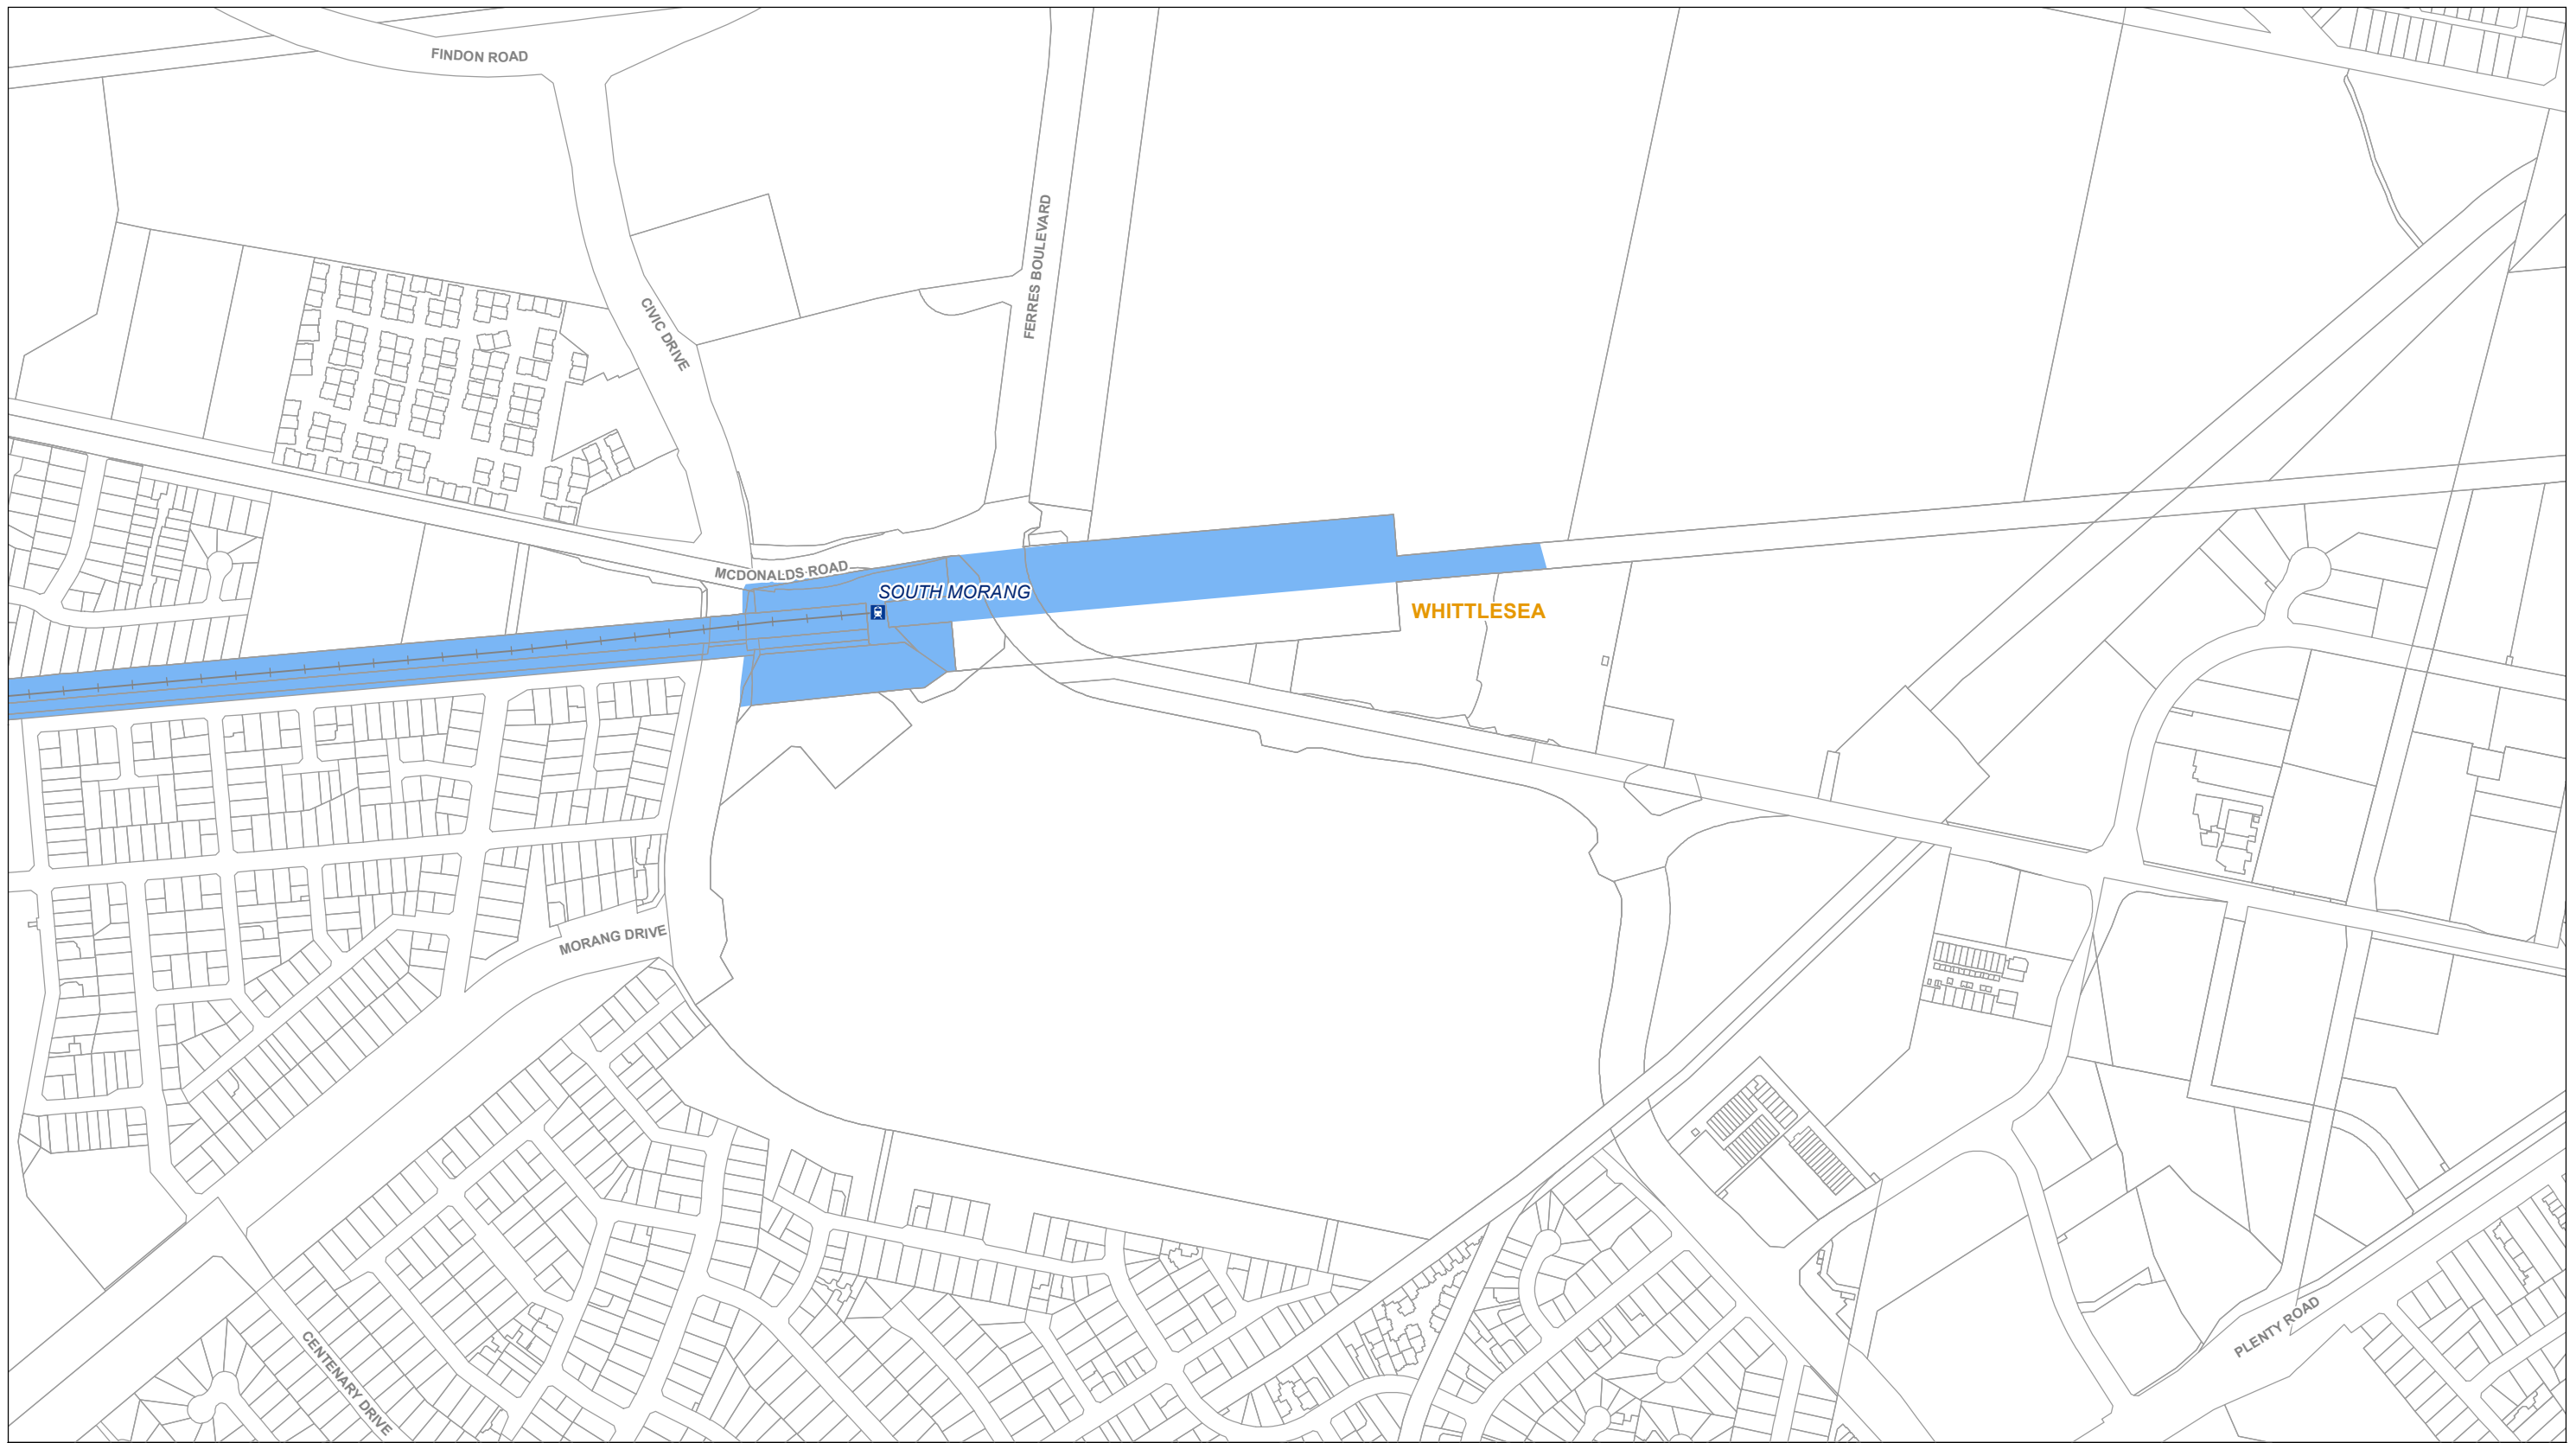 FINDON ROAD
FERRES BOULEVARD
CIVIC DRIVE
MCDONALDS ROAD
SOUTH MORANG
WHITTLESEA
MORANG DRIVE
CENTENARY DRIVE
PLENTY ROAD